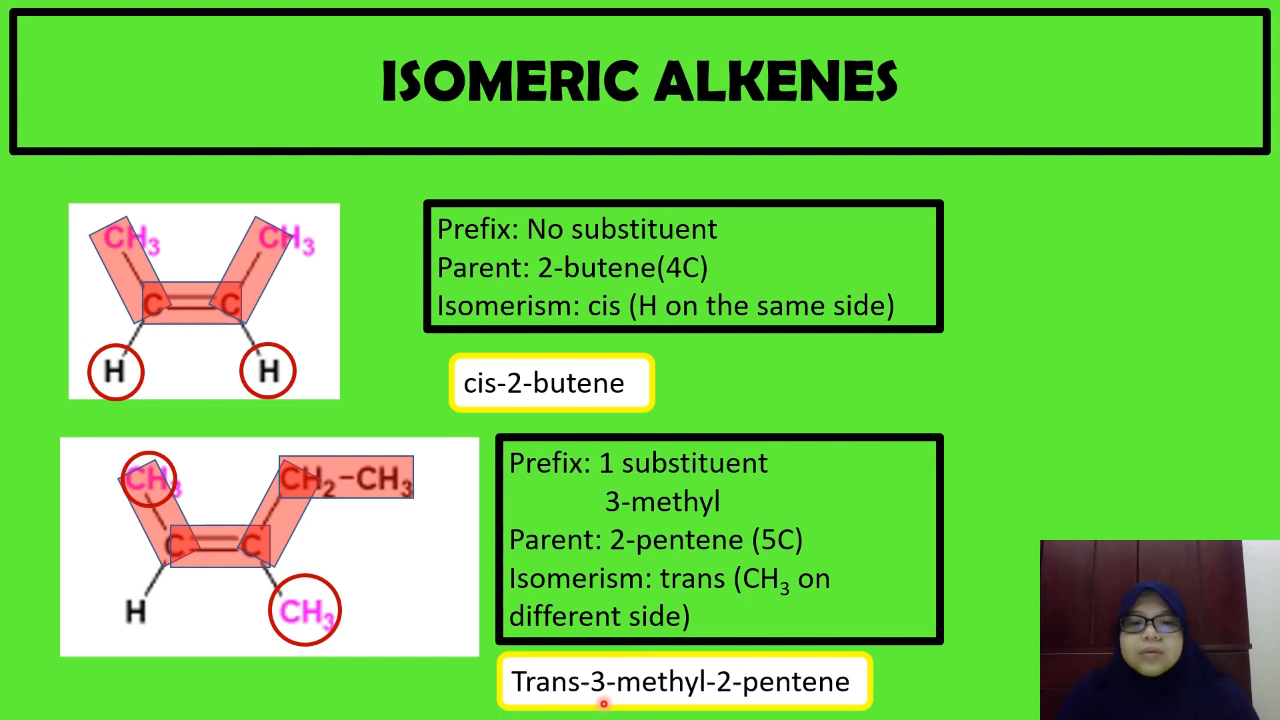 ISOMERIC ALKENES
CH₃ CH₃
C C
H H
Prefix: No substituent
Parent: 2-butene(4C)
Isomerism: cis (H on the same side)
cis-2-butene
CH₃ CH₂-CH₃
C C
H CH₃
Prefix: 1 substituent
3-methyl
Parent: 2-pentene (5C)
Isomerism: trans (CH₃ on
different side)
Trans-3-methyl-2-pentene